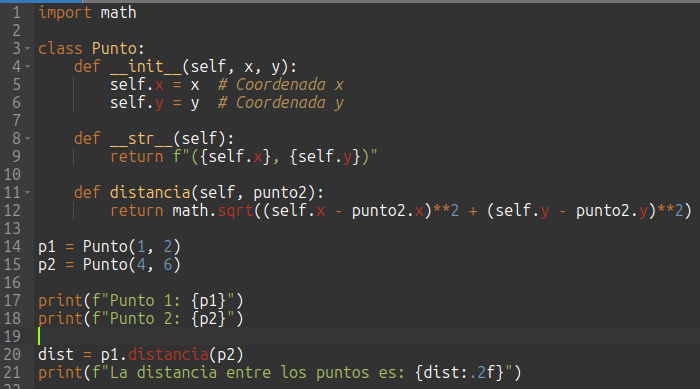 1 import math
2
3 class Punto:
4     def __init__(self, x, y):
5         self.x = x  # Coordenada x
6         self.y = y  # Coordenada y
7
8     def __str__(self):
9         return f"({self.x}, {self.y})"
10
11     def distancia(self, punto2):
12         return math.sqrt((self.x - punto2.x)**2 + (self.y - punto2.y)**2)
13
14 p1 = Punto(1, 2)
15 p2 = Punto(4, 6)
16
17 print(f"Punto 1: {p1}")
18 print(f"Punto 2: {p2}")
19
20 dist = p1.distancia(p2)
21 print(f"La distancia entre los puntos es: {dist:.2f}")